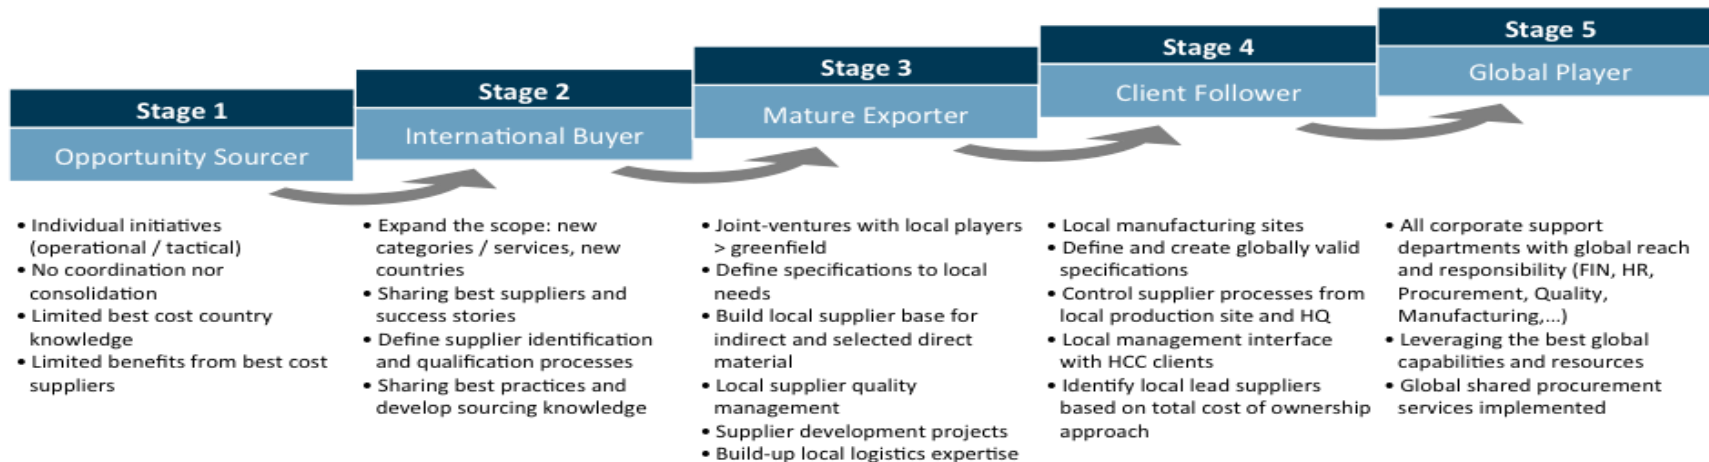 Stage 1
Opportunity Sourcer
• Individual initiatives
(operational / tactical)
• No coordination nor
consolidation
• Limited best cost country
knowledge
• Limited benefits from best cost
suppliers
Stage 2
International Buyer
• Expand the scope: new
categories / services, new
countries
• Sharing best suppliers and
success stories
• Define supplier identification
and qualification processes
• Sharing best practices and
develop sourcing knowledge
Stage 3
Mature Exporter
• Joint-ventures with local players
> greenfield
• Define specifications to local
needs
• Build local supplier base for
indirect and selected direct
material
• Local supplier quality
management
• Supplier development projects
• Build-up local logistics expertise
Stage 4
Client Follower
• Local manufacturing sites
• Define and create globally valid
specifications
• Control supplier processes from
local production site and HQ
• Local management interface
with HCC clients
• Identify local lead suppliers
based on total cost of ownership
approach
Stage 5
Global Player
• All corporate support
departments with global reach
and responsibility (FIN, HR,
Procurement, Quality,
Manufacturing,...)
• Leveraging the best global
capabilities and resources
• Global shared procurement
services implemented